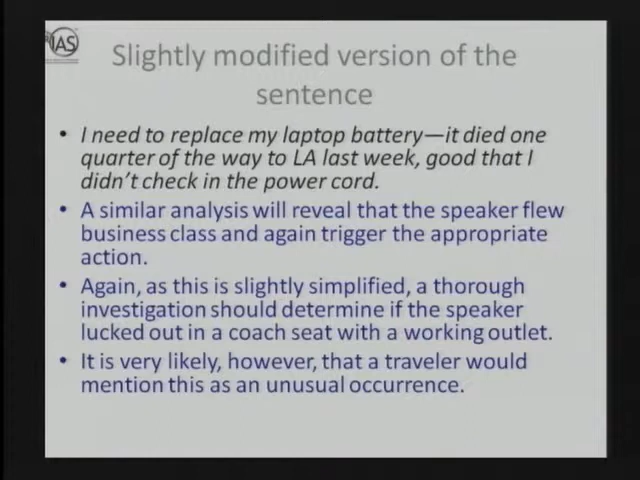 IAS
Slightly modified version of the
sentence
• I need to replace my laptop battery—it died one
quarter of the way to LA last week, good that I
didn't check in the power cord.
• A similar analysis will reveal that the speaker flew
business class and again trigger the appropriate
action.
• Again, as this is slightly simplified, a thorough
investigation should determine if the speaker
lucked out in a coach seat with a working outlet.
• It is very likely, however, that a traveler would
mention this as an unusual occurrence.